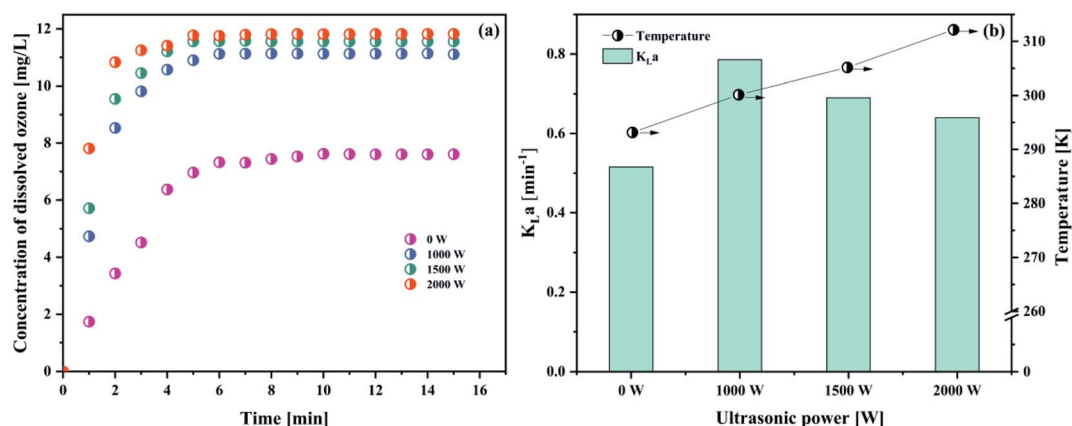 (a)
Concentration of dissolved ozone [mg/L]
12
10
8
6
4
2
0
0 W
1000 W
1500 W
2000 W
0 2 4 6 8 10 12 14 16
Time [min]
(b)
Temperature
K_La
K_La [min⁻¹]
0.8
0.6
0.4
0.2
0.0
310
300
290
280
270
260
0
Temperature [K]
0 W 1000 W 1500 W 2000 W
Ultrasonic power [W]